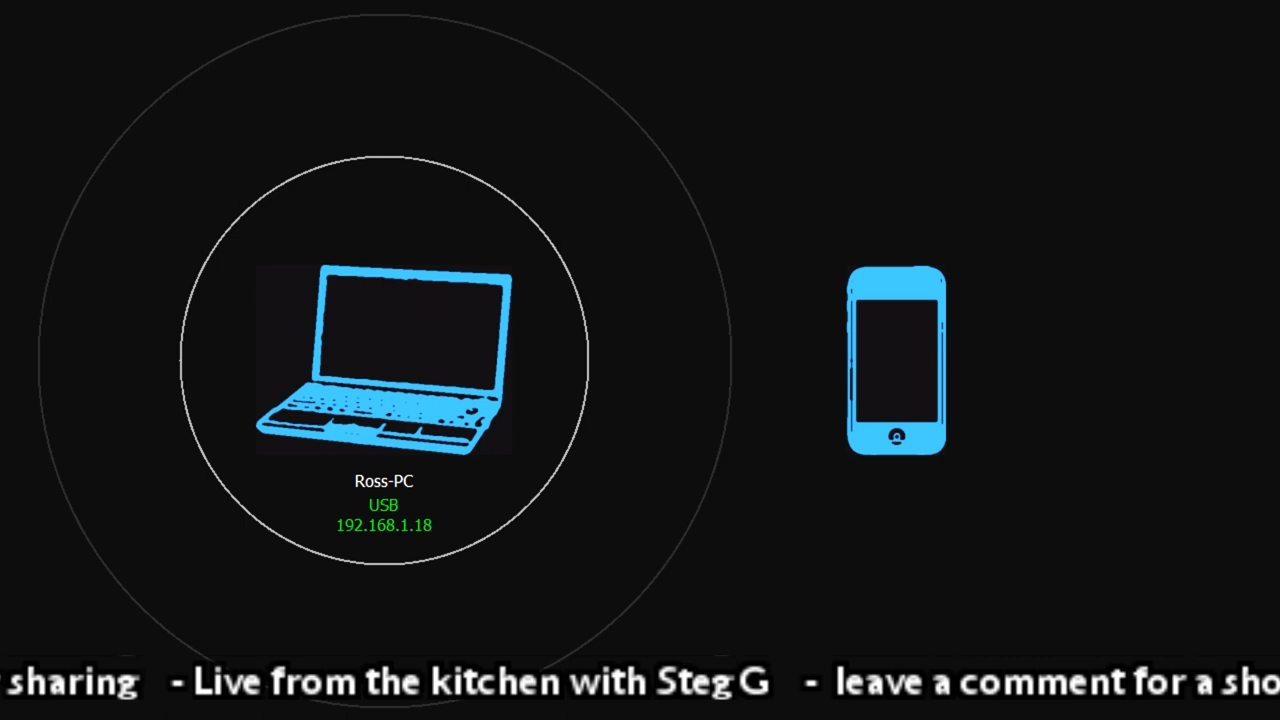 Ross-PC
USB
192.168.1.18
sharing - Live from the kitchen with Steg G - leave a comment for a sho